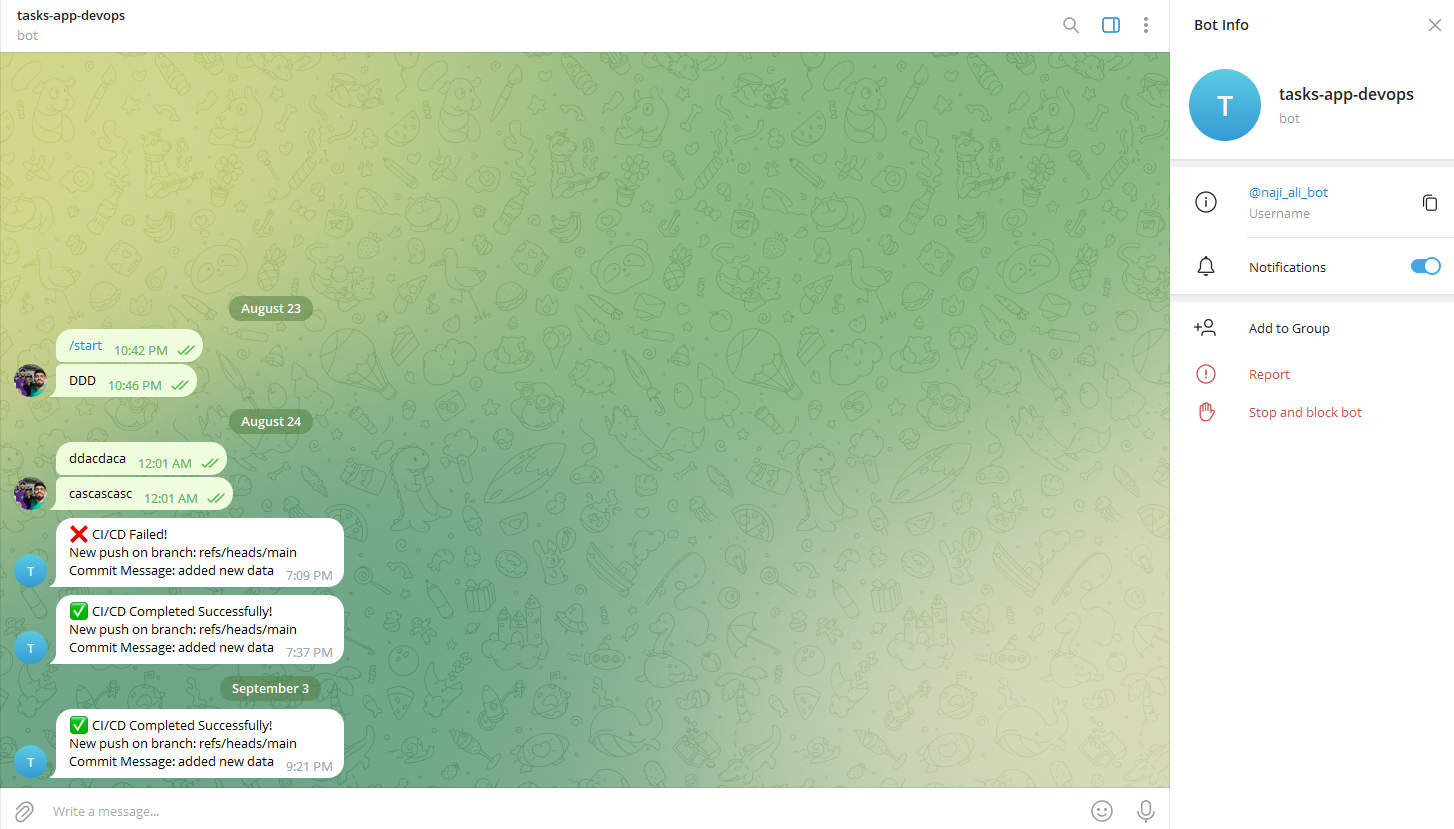 tasks-app-devops
bot
August 23
/start 10:42 PM
DDD 10:46 PM
August 24
ddacdaca 12:01 AM
cascascasc 12:01 AM
❌ CI/CD Failed!
New push on branch: refs/heads/main
Commit Message: added new data 7:09 PM
T
✅ CI/CD Completed Successfully!
New push on branch: refs/heads/main
Commit Message: added new data 7:37 PM
T
September 3
✅ CI/CD Completed Successfully!
New push on branch: refs/heads/main
Commit Message: added new data 9:21 PM
T
Write a message...
Bot Info
T
tasks-app-devops
bot
@naji_ali_bot
Username
Notifications
Add to Group
Report
Stop and block bot